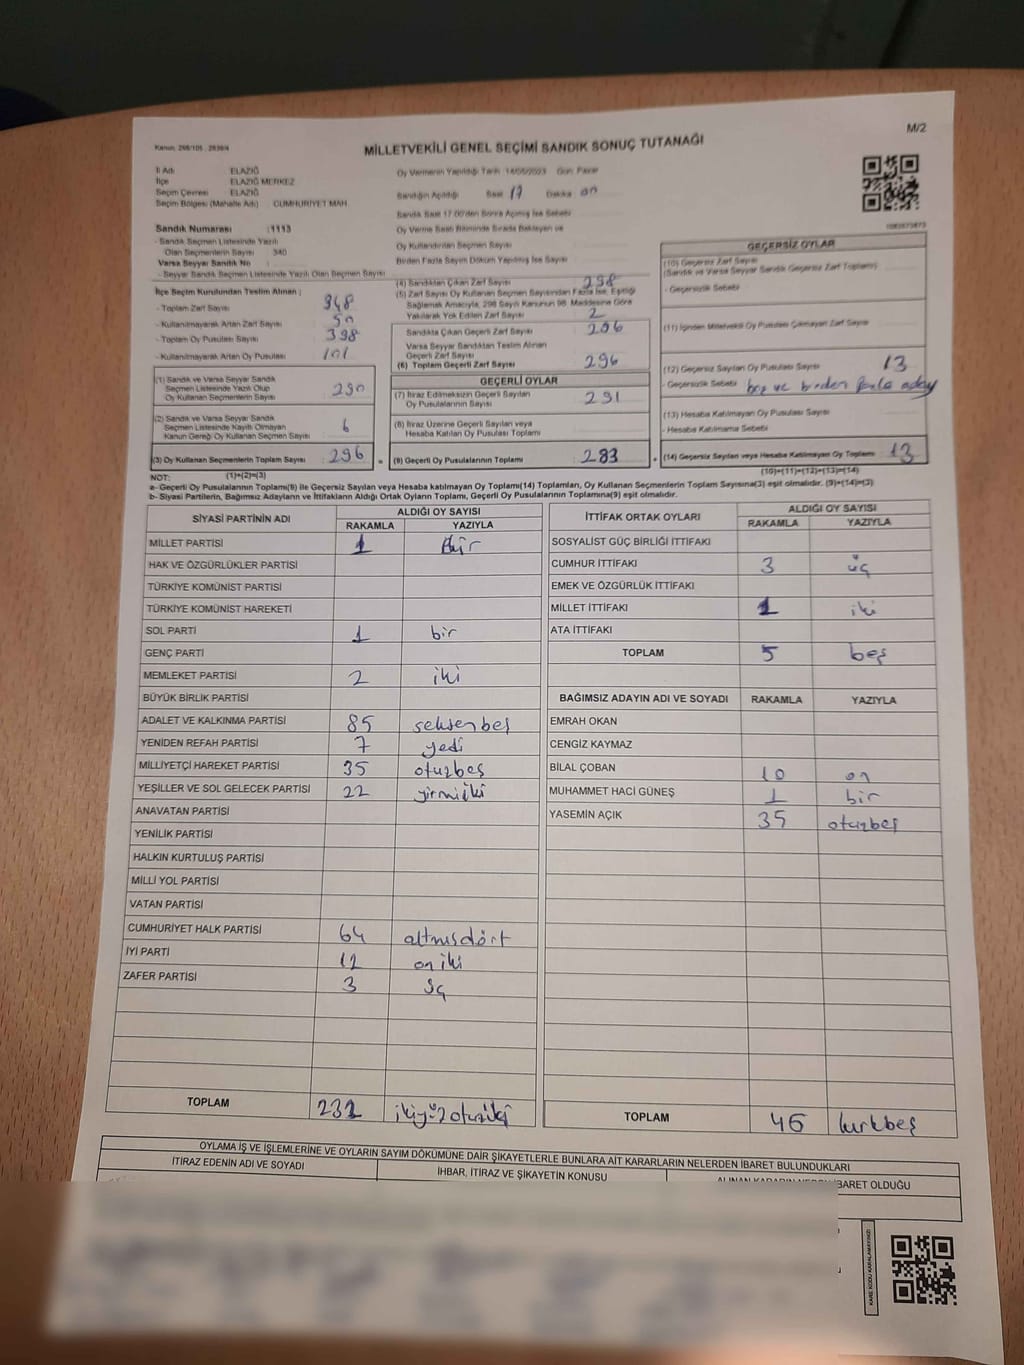 M/2
Kanun: 298/105 , 2839/4
MİLLETVEKİLİ GENEL SEÇİMİ SANDIK SONUÇ TUTANAĞI
İl Adı ELAZIĞ
İlçe ELAZIĞ MERKEZ
Seçim Çevresi ELAZIĞ
Seçim Bölgesi (Mahalle Adı) CUMHURİYET MAH.
Sandık Numarası :1113
- Sandık Seçmen Listesinde Yazılı
Olan Seçmenlerin Sayısı 340
Varsa Seyyar Sandık No
- Seyyar Sandık Seçmen Listesinde Yazılı Olan Seçmen Sayısı
İlçe Seçim Kurulundan Teslim Alınan ;
- Toplam Zarf Sayısı 348
- Kullanılmayarak Artan Zarf Sayısı 50
- Toplam Oy Pusulası Sayısı 398
- Kullanılmayarak Artan Oy Pusulası 101
(1) Sandık ve Varsa Seyyar Sandık
Seçmen Listesinde Yazılı Olup
Oy Kullanan Seçmenlerin Sayısı 290
(2) Sandık ve Varsa Seyyar Sandık
Seçmen Listesinde Kayıtlı Olmayan
Kanun Gereği Oy Kullanan Seçmen Sayısı 6
(3) Oy Kullanan Seçmenlerin Toplam Sayısı 296
Oy Vermenin Yapıldığı Tarih 14/05/2023 Gün Pazar
Sandığın Açıldığı Saat 17 Dakika 00
Sandık Saat 17.00'den Sonra Açılmış İse Sebebi
Oy Verme Saati Bitiminde Sırada Bekleyen ve
Oy Kullandırılan Seçmen Sayısı
Birden Fazla Sayım Döküm Yapılmış İse Sayısı
(4) Sandıktan Çıkan Zarf Sayısı 298
(5) Zarf Sayısı Oy Kullanan Seçmen Sayısından Fazla İse, Eşitliği
Sağlamak Amacıyla, 298 Sayılı Kanunun 98. Maddesine Göre
Yakılarak Yok Edilen Zarf Sayısı 2
Sandıkta Çıkan Geçerli Zarf Sayısı 296
Varsa Seyyar Sandıktan Teslim Alınan
Geçerli Zarf Sayısı
(6) Toplam Geçerli Zarf Sayısı 296
GEÇERLİ OYLAR
(7) İtiraz Edilmeksizin Geçerli Sayılan
Oy Pusulalarının Sayısı 291
(8) İtiraz Üzerine Geçerli Sayılan veya
Hesaba Katılan Oy Pusulası Toplamı
= (9) Geçerli Oy Pusulalarının Toplamı 283
GEÇERSİZ OYLAR
(10) Geçersiz Zarf Sayısı
(Sandık ve Varsa Seyyar Sandık Geçersiz Zarf Toplamı)
- Geçersizlik Sebebi
(11) İçinden Milletvekili Oy Pusulası Çıkmayan Zarf Sayısı
(12) Geçersiz Sayılan Oy Pusulası Sayısı 13
- Geçersizlik Sebebi boş ve birden fazla aday
(13) Hesaba Katılmayan Oy Pusulası Sayısı
- Hesaba Katılmama Sebebi
+ (14) Geçersiz Sayılan veya Hesaba Katılmayan Oy Toplamı 13
NOT: (1)+(2)=(3) (10)+(11)+(12)+(13)=(14)
a- Geçerli Oy Pusulaları Toplamı(9) ile Geçersiz Sayılan veya Hesaba Katılmayan Oy Toplamı(14) Toplamları, Oy Kullanan Seçmenlerin Toplam Sayısına(3) eşit olmalıdır. (9)+(14)=(3)
b- Siyasi Partilerin, Bağımsız Adayların ve İttifakların Aldığı Ortak Oyların Toplamı, Geçerli Oy Pusulalarının Toplamına(9) eşit olmalıdır.
SİYASİ PARTİNİN ADI ALDIĞI OY SAYISI
RAKAMLA YAZIYLA
MİLLET PARTİSİ 1 Bir
HAK VE ÖZGÜRLÜKLER PARTİSİ
TÜRKİYE KOMÜNİST PARTİSİ
TÜRKİYE KOMÜNİST HAREKETİ
SOL PARTİ 1 bir
GENÇ PARTİ
MEMLEKET PARTİSİ 2 iki
BÜYÜK BİRLİK PARTİSİ
ADALET VE KALKINMA PARTİSİ 85 seksenbeş
YENİDEN REFAH PARTİSİ 7 yedi
MİLLİYETÇİ HAREKET PARTİSİ 35 otuzbeş
YEŞİLLER VE SOL GELECEK PARTİSİ 22 yirmiiki
ANAVATAN PARTİSİ
YENİLİK PARTİSİ
HALKIN KURTULUŞ PARTİSİ
MİLLİ YOL PARTİSİ
VATAN PARTİSİ
CUMHURİYET HALK PARTİSİ 64 altmışdört
İYİ PARTİ 12 on iki
ZAFER PARTİSİ 3 üç
TOPLAM 232 ikiyüzotuziki
İTTİFAK ORTAK OYLARI ALDIĞI OY SAYISI
RAKAMLA YAZIYLA
SOSYALİST GÜÇ BİRLİĞİ İTTİFAKI
CUMHUR İTTİFAKI 3 üç
EMEK VE ÖZGÜRLÜK İTTİFAKI
MİLLET İTTİFAKI iki
ATA İTTİFAKI
TOPLAM 5 beş
BAĞIMSIZ ADAYIN ADI VE SOYADI RAKAMLA YAZIYLA
EMRAH OKAN
CENGİZ KAYMAZ
BİLAL ÇOBAN 10 on
MUHAMMET HACİ GÜNEŞ 1 bir
YASEMİN AÇIK 35 otuzbeş
TOPLAM 46 kırkbeş
OYLAMA İŞ VE İŞLEMLERİNE VE OYLARIN SAYIM DÖKÜMÜNE DAİR ŞİKAYETLERLE BUNLARA AİT KARARLARIN NELERDEN İBARET BULUNDUKLARI
İTİRAZ EDENİN ADI VE SOYADI İHBAR, İTİRAZ VE ŞİKAYETİN KONUSU ALINAN KARARIN NEDEN İBARET OLDUĞU
KARE KODU KARALAMAYINIZ!